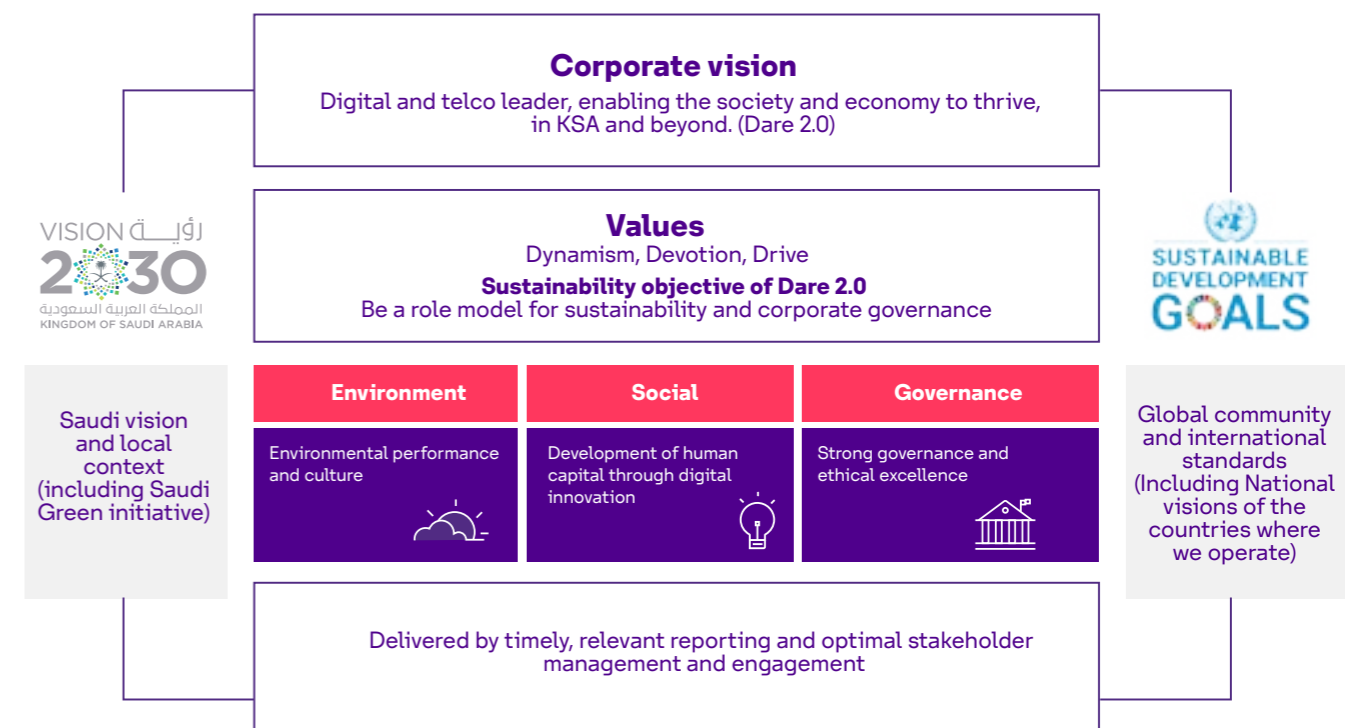 Corporate vision
Digital and telco leader, enabling the society and economy to thrive,
in KSA and beyond. (Dare 2.0)
VISION رؤيــة
2030
المملكة العربية السعودية
KINGDOM OF SAUDI ARABIA
Values
Dynamism, Devotion, Drive
Sustainability objective of Dare 2.0
Be a role model for sustainability and corporate governance
SUSTAINABLE
DEVELOPMENT
GOALS
Saudi vision
and local
context
(including Saudi
Green initiative)
Environment
Environmental performance
and culture
Social
Development of human
capital through digital
innovation
Governance
Strong governance and
ethical excellence
Global community
and international
standards
(Including National
visions of the
countries where
we operate)
Delivered by timely, relevant reporting and optimal stakeholder
management and engagement